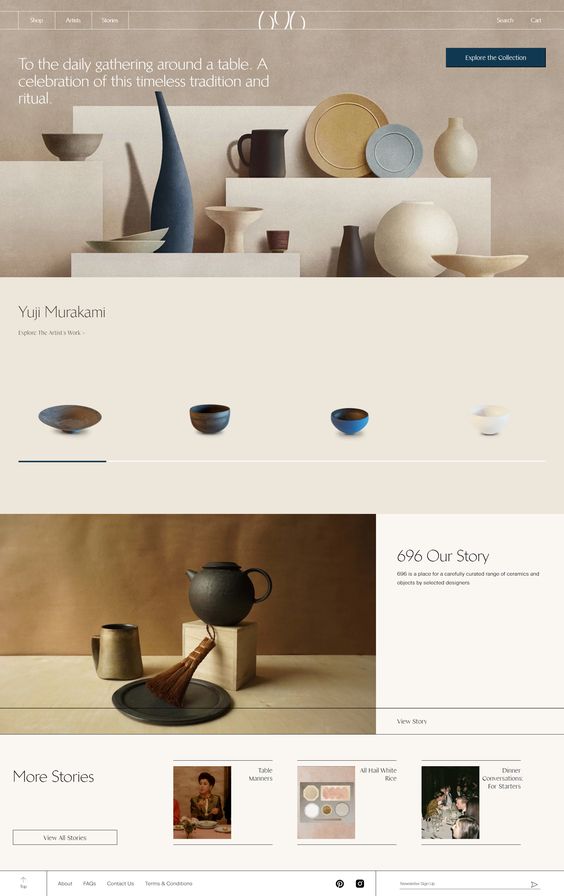 Shop
Artists
Stories
696
Search
Cart
To the daily gathering around a table. A
celebration of this timeless tradition and
ritual.
Explore the Collection
Yuji Murakami
Explore The Artist's Work >
696 Our Story
696 is a place for a carefully curated range of ceramics and
objects by selected designers
View Story
More Stories
View All Stories
Table
Manners
All Hail White
Rice
Dinner
Conversations:
For Starters
Top
About
FAQs
Contact Us
Terms & Conditions
Newsletter Sign Up